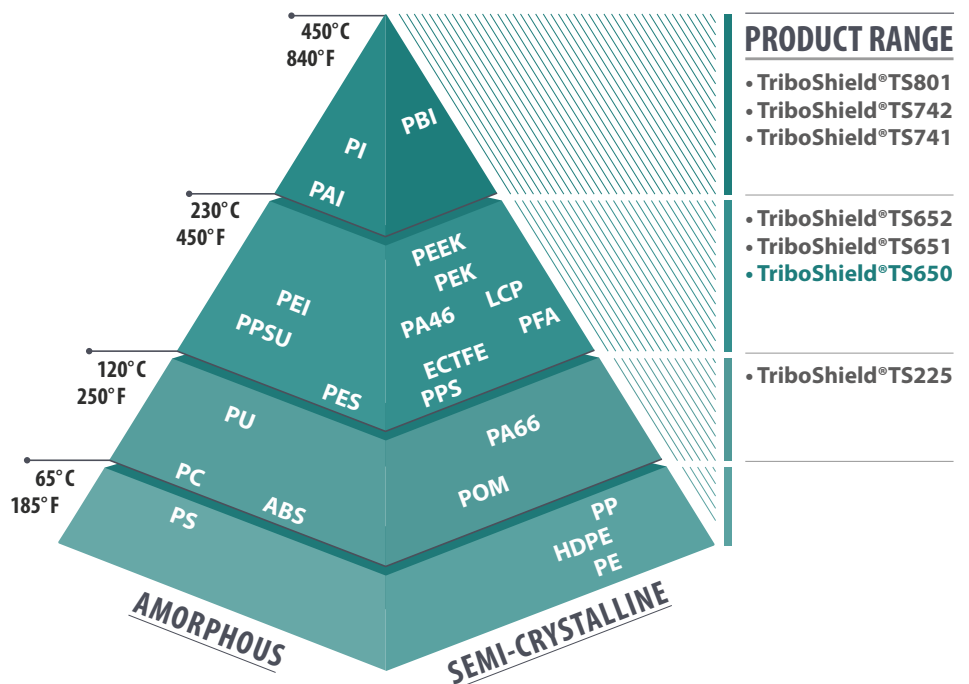 450°C
840°F
PRODUCT RANGE
• TriboShield®TS801
• TriboShield®TS742
• TriboShield®TS741
PBI
PI
PAI
230°C
450°F
• TriboShield®TS652
• TriboShield®TS651
• TriboShield®TS650
PEEK
PEK
LCP
PEI
PA46
PFA
PPSU
ECTFE
PES
PPS
120°C
250°F
• TriboShield®TS225
PU
PA66
PC
POM
ABS
65°C
185°F
PS
PP
HDPE
PE
AMORPHOUS
SEMI-CRYSTALLINE